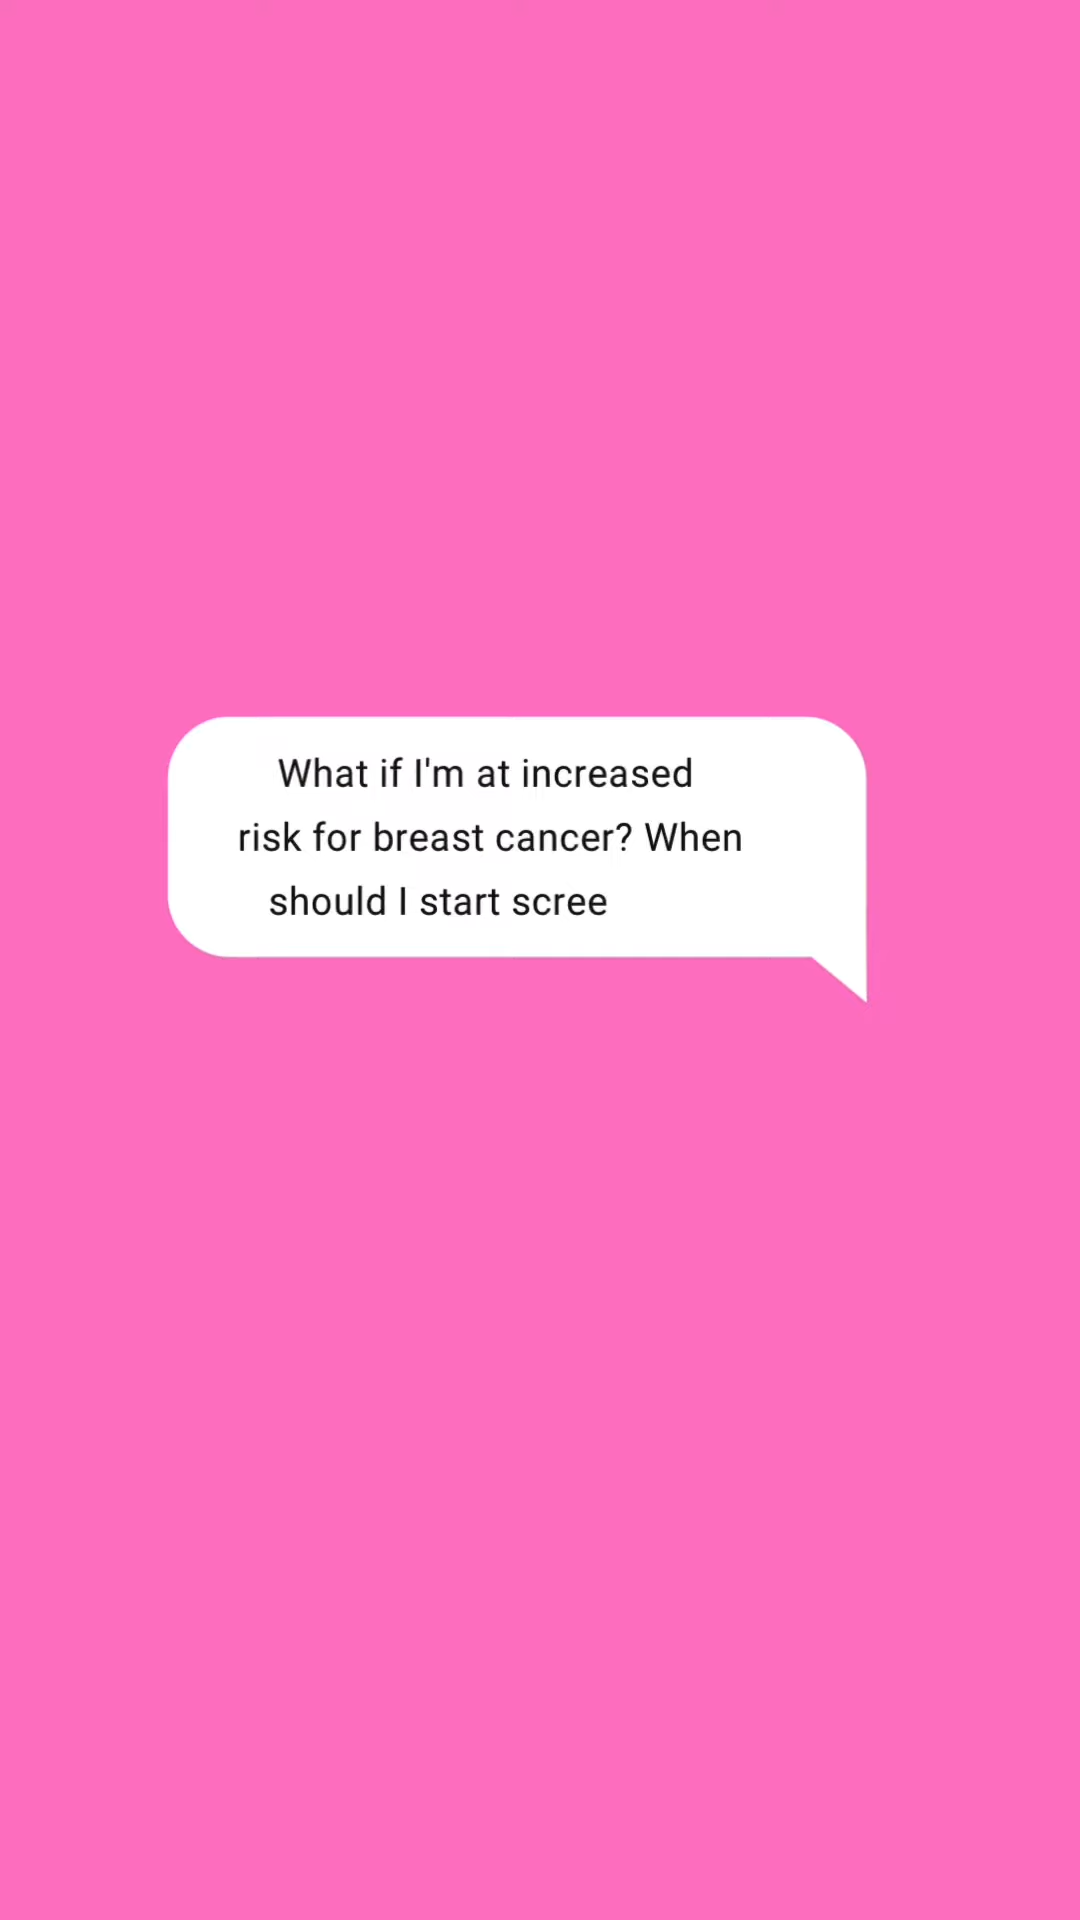 What if I'm at increased
risk for breast cancer? When
should I start scree